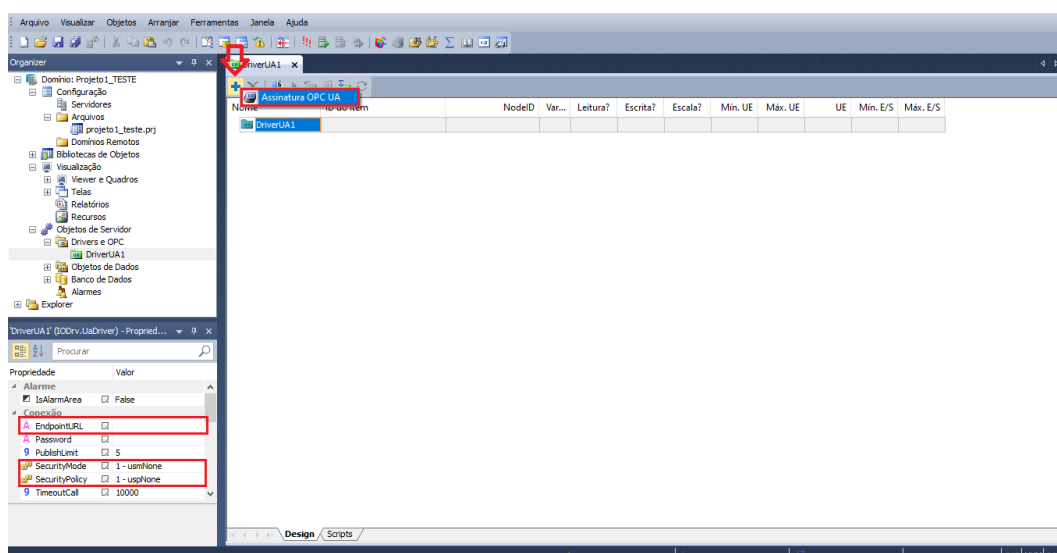 Arquivo Visualizar Objetos Arranjar Ferramentas Janela Ajuda
Organizer
DriverUA1
Domínio: Projeto1_TESTE
Configuração
Servidores
Arquivos
projeto1_teste.prj
Domínios Remotos
Bibliotecas de Objetos
Visualização
Viewer e Quadros
Telas
Relatórios
Recursos
Objetos de Servidor
Drivers e OPC
DriverUA1
Objetos de Dados
Banco de Dados
Alarmes
Explorer
Assinatura OPC UA
Nome ID do Item NodeID Var... Leitura? Escrita? Escala? Mín. UE Máx. UE UE Mín. E/S Máx. E/S
DriverUA1
'DriverUA1' (IODrv.UaDriver) - Propried...
Procurar
Propriedade Valor
Alarme
IsAlarmArea False
Conexão
EndpointURL
Password
PublishLimit 5
SecurityMode 1 - usmNone
SecurityPolicy 1 - uspNone
TimeoutCall 10000
Design Scripts